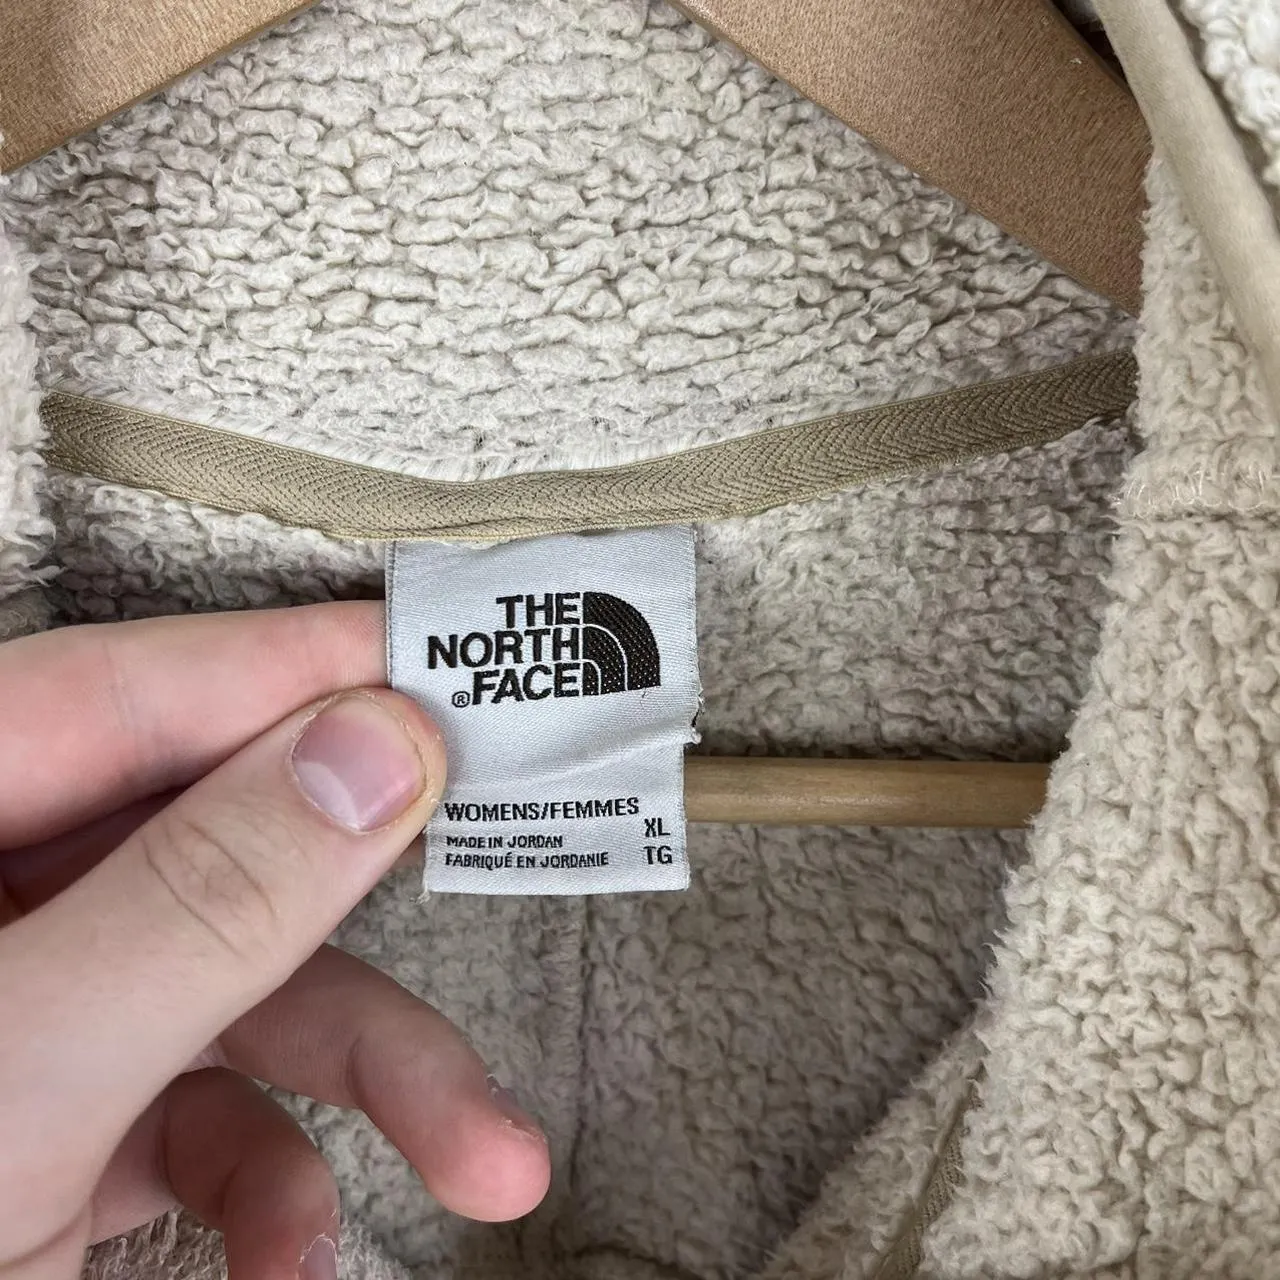 THE
NORTH
®FACE
WOMENS/FEMMES
XL
MADE IN JORDAN
FABRIQUÉ EN JORDANIE
TG